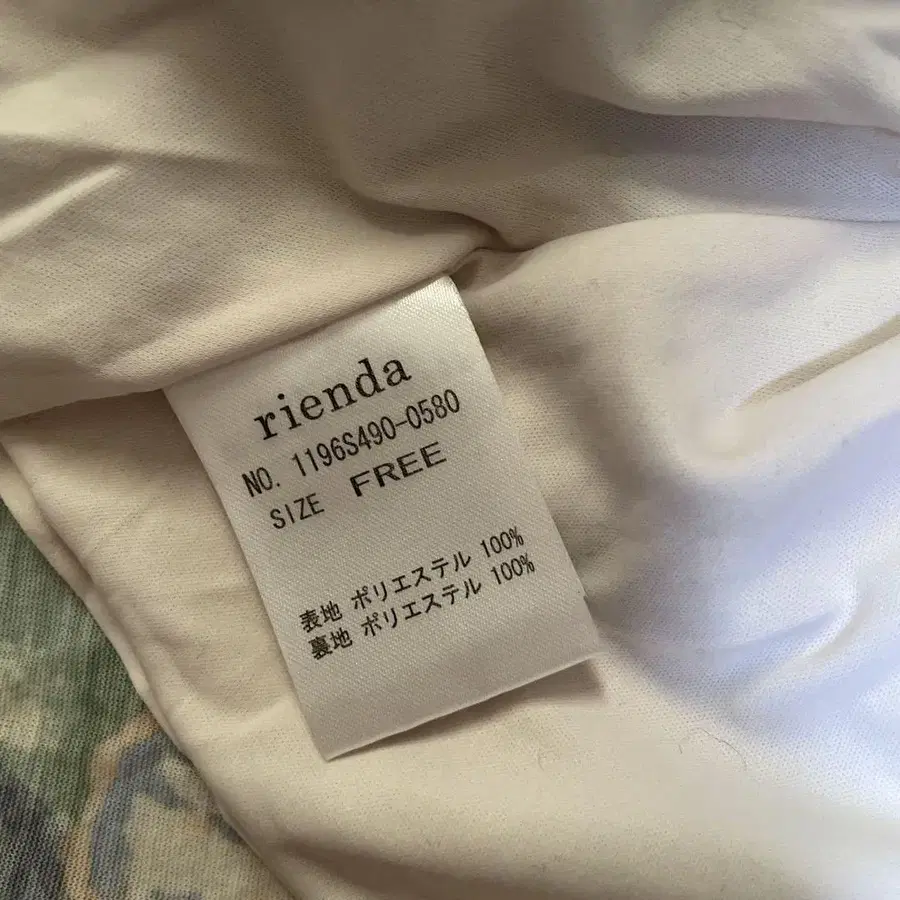 rienda
NO. 1196S490-0580
SIZE FREE
表地 ポリエステル 100%
裏地 ポリエステル 100%